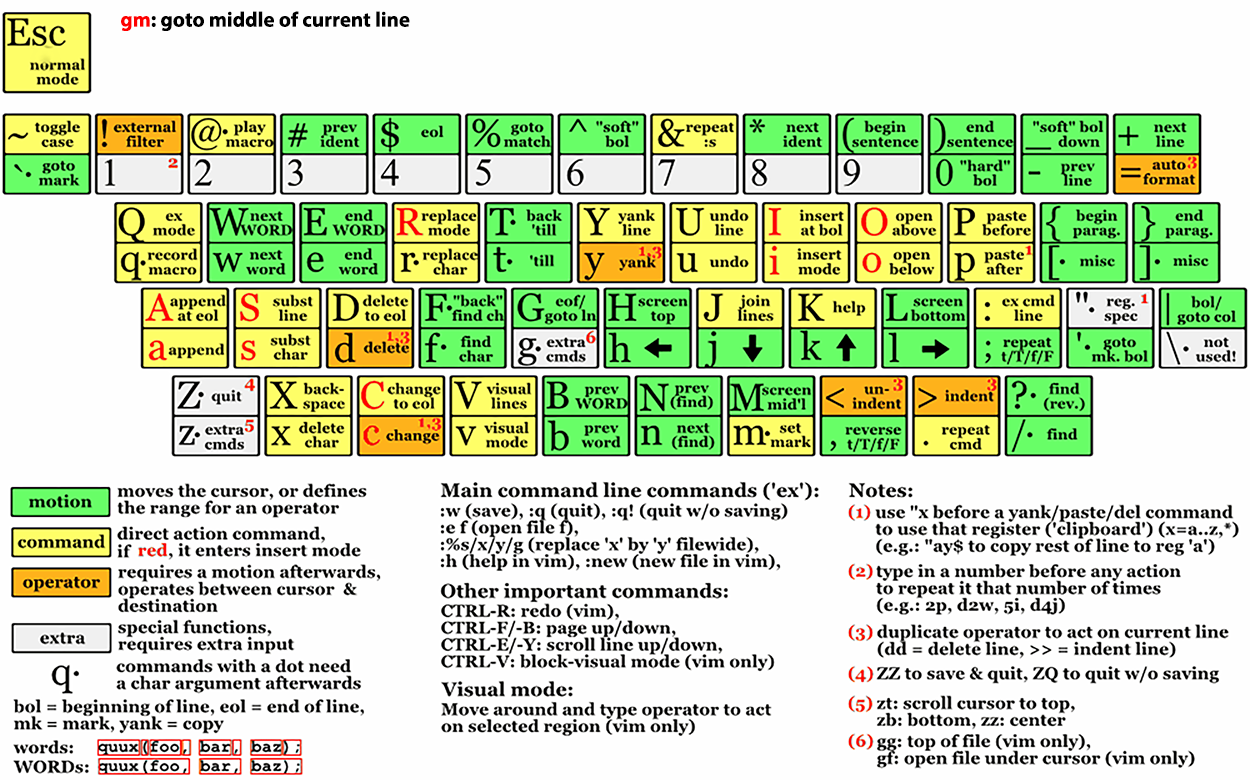 gm: goto middle of current line
Esc
normal
mode
~ toggle case
! external filter
@· play macro
# prev ident
$ eol
% goto match
^ "soft" bol
& repeat :s
* next ident
( begin sentence
) end sentence
_ "soft" bol down
+ next line
`· goto mark
1 2
2
3
4
5
6
7
8
9
0 "hard" bol
- prev line
= auto format 3
Q ex mode
W next WORD
E end WORD
R replace mode
T· back 'till
Y yank line
U undo line
I insert at bol
O open above
P paste before
{ begin parag.
} end parag.
q· record macro
w next word
e end word
r· replace char
t· 'till
y yank 1,3
u undo
i insert mode
o open below
p paste after 1
[· misc
]· misc
A append at eol
S subst line
D delete to eol
F· "back" find ch
G eof/ goto ln
H screen top
J join lines
K help
L screen bottom
: ex cmd line
"· reg. spec 1
| bol/ goto col
a append
s subst char
d delete 1,3
f· find char
g· extra cmds 6
h ←
j ↓
k ↑
l →
; repeat t/T/f/F
'· goto mk. bol
\· not used!
Z· quit 4
X back-space
C change to eol
V visual lines
B prev WORD
N prev (find)
M screen mid'l
< un-indent 3
> indent 3
?· find (rev.)
z· extra cmds 5
x delete char
c change 1,3
v visual mode
b prev word
n next (find)
m· set mark
, reverse t/T/f/F
. repeat cmd
/· find
motion moves the cursor, or defines
the range for an operator
command direct action command,
if red, it enters insert mode
operator requires a motion afterwards,
operates between cursor &
destination
extra special functions,
requires extra input
q· commands with a dot need
a char argument afterwards
bol = beginning of line, eol = end of line,
mk = mark, yank = copy
words: quux(foo, bar, baz);
WORDs: quux(foo, bar, baz);
Main command line commands ('ex'):
:w (save), :q (quit), :q! (quit w/o saving)
:e f (open file f),
:%s/x/y/g (replace 'x' by 'y' filewide),
:h (help in vim), :new (new file in vim),
Other important commands:
CTRL-R: redo (vim),
CTRL-F/-B: page up/down,
CTRL-E/-Y: scroll line up/down,
CTRL-V: block-visual mode (vim only)
Visual mode:
Move around and type operator to act
on selected region (vim only)
Notes:
(1) use "x before a yank/paste/del command
to use that register ('clipboard') (x=a..z,*)
(e.g.: "ay$ to copy rest of line to reg 'a')
(2) type in a number before any action
to repeat it that number of times
(e.g.: 2p, d2w, 5i, d4j)
(3) duplicate operator to act on current line
(dd = delete line, >> = indent line)
(4) ZZ to save & quit, ZQ to quit w/o saving
(5) zt: scroll cursor to top,
zb: bottom, zz: center
(6) gg: top of file (vim only),
gf: open file under cursor (vim only)